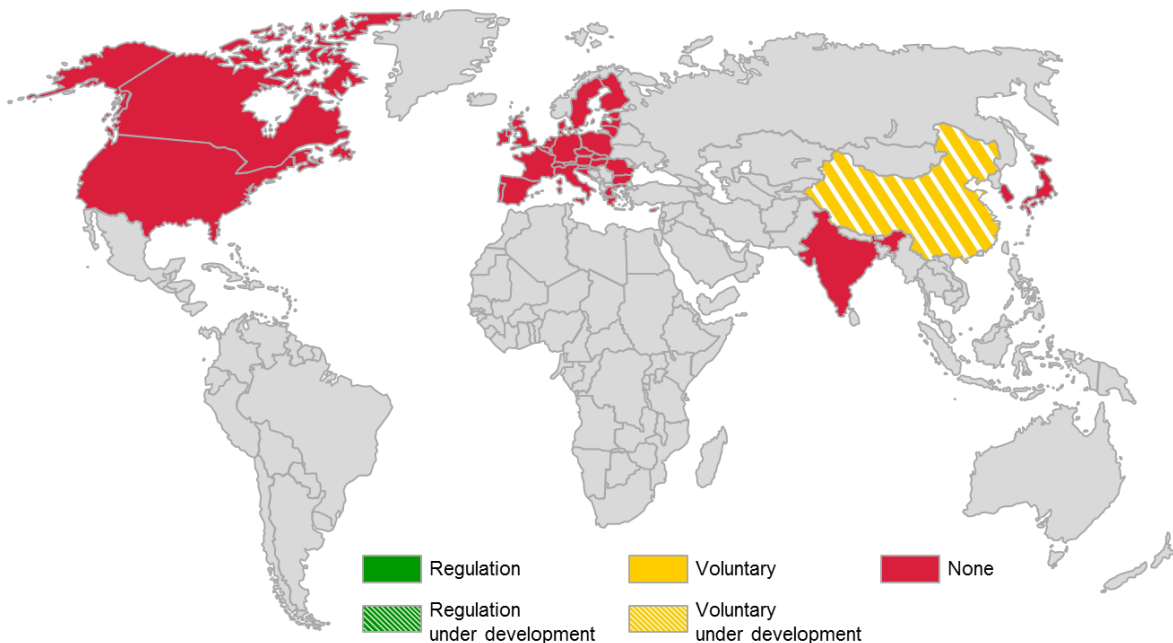 Regulation
Voluntary
None
Regulation
under development
Voluntary
under development